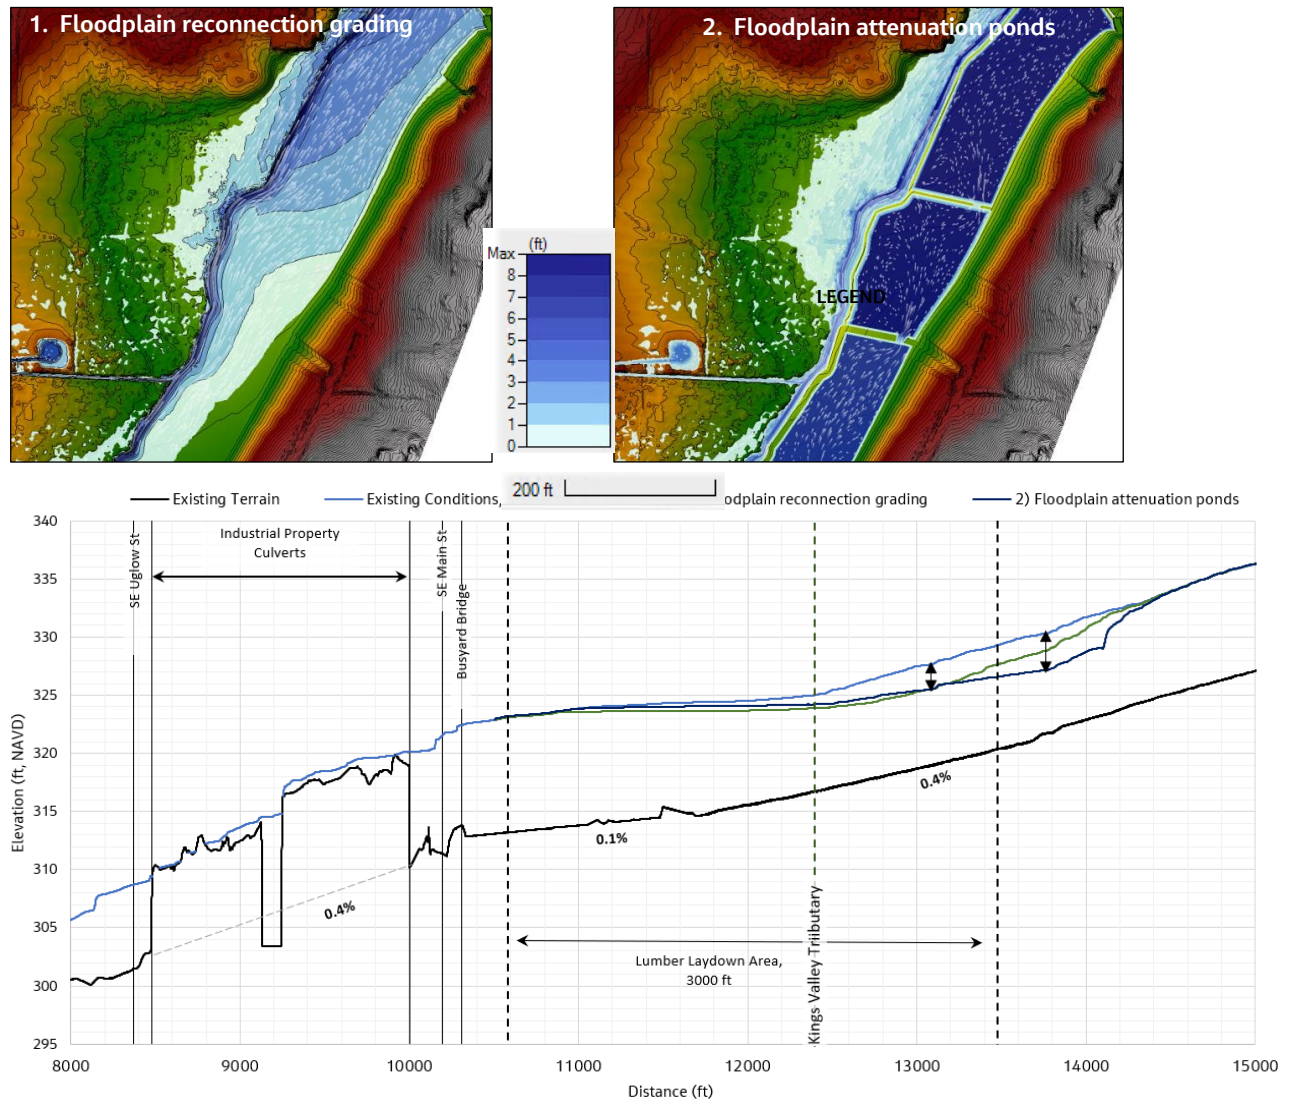 1. Floodplain reconnection grading
2. Floodplain attenuation ponds
(ft)
Max
8
7
6
5
4
3
2
1
0
LEGEND
200 ft
Existing Terrain
Existing Conditions,
odplain reconnection grading
2) Floodplain attenuation ponds
340
335
330
325
320
315
310
305
300
295
Elevation (ft, NAVD)
SE Uglow St
Industrial Property
Culverts
SE Main St
Busyard Bridge
0.4%
0.1%
0.4%
Lumber Laydown Area,
3000 ft
Kings Valley Triibutary
8000
9000
10000
11000
12000
13000
14000
15000
Distance (ft)